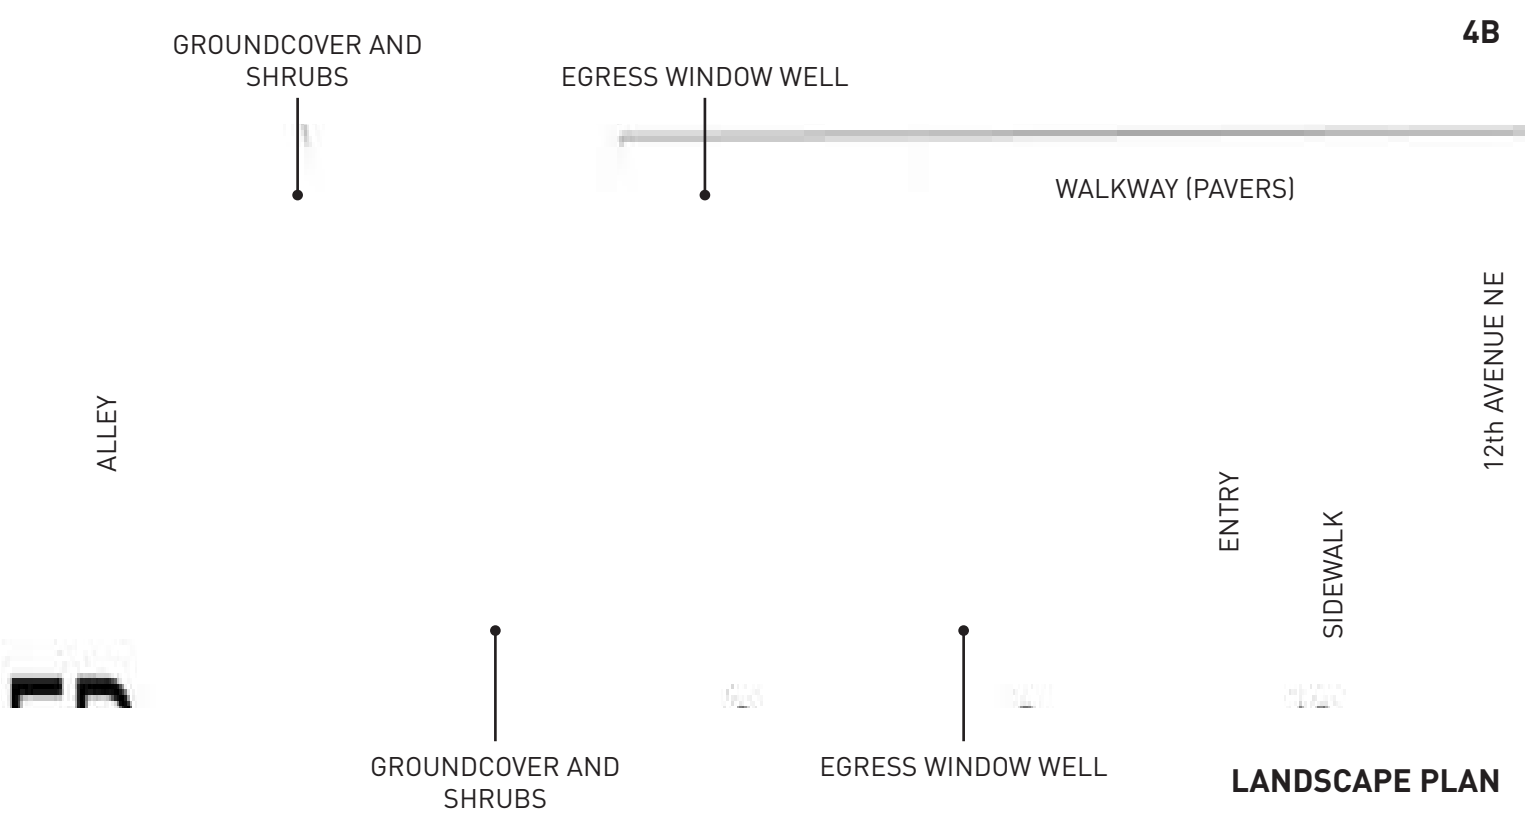 4B
GROUNDCOVER AND
SHRUBS
EGRESS WINDOW WELL
WALKWAY (PAVERS)
12th AVENUE NE
ALLEY
ENTRY
SIDEWALK
GROUNDCOVER AND
SHRUBS
EGRESS WINDOW WELL
LANDSCAPE PLAN